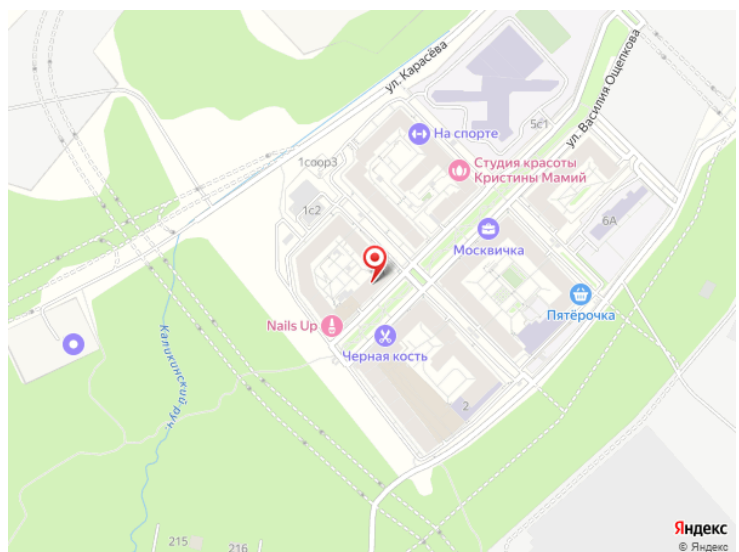 ул. Карасёва
ул. Василия Ощепкова
5с1
На спорте
1соор3
Студия красоты
Кристины Мамий
1с2
6А
Москвичка
Пятёрочка
Nails Up
Черная кость
Каликинский руч.
2
215
216
Яндекс
© Яндекс